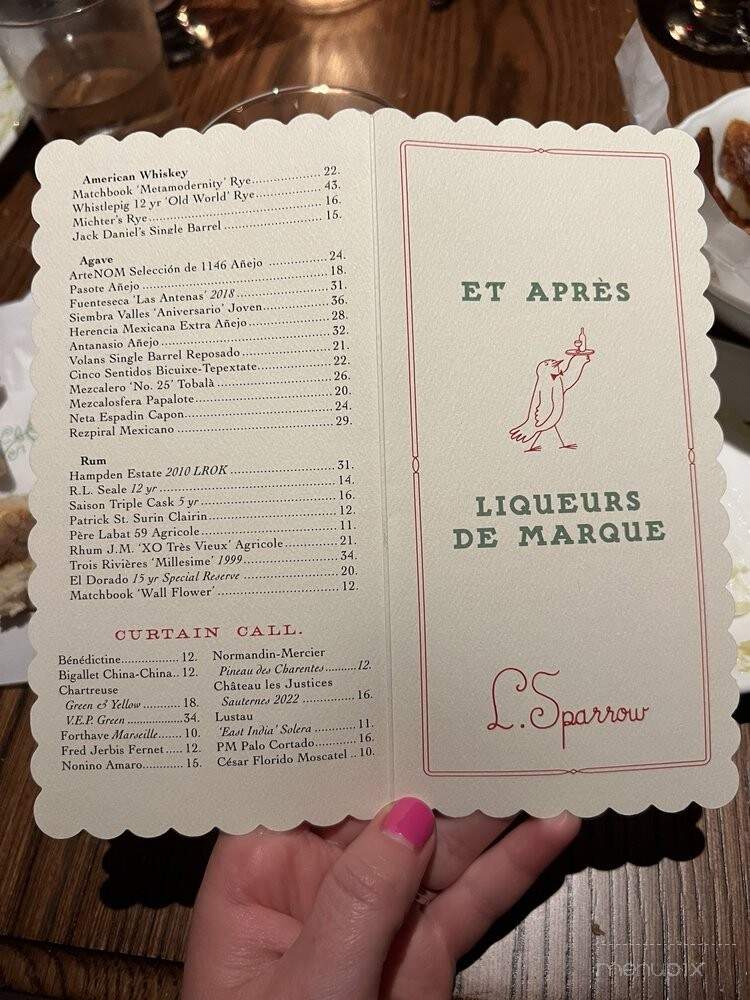 American Whiskey
Matchbook ‘Metamodernity’ Rye................. 22.
Whistlepig 12 yr ‘Old World’ Rye................ 43.
Michter’s Rye........................................... 16.
Jack Daniel’s Single Barrel ........................ 15.
Agave
ArteNOM Selección de 1146 Añejo ............... 24.
Pasote Añejo ............................................ 18.
Fuenteseca ‘Las Antenas’ 2018 .................... 31.
Siembra Valles ‘Aniversario’ Joven............... 36.
Herencia Mexicana Extra Añejo.................. 28.
Antanasio Añejo ....................................... 32.
Volans Single Barrel Reposado .................... 21.
Cinco Sentidos Bicuixe-Tepextate................ 22.
Mezcalero ‘No. 25’ Tobalà ......................... 26.
Mezcalosfera Papalote............................... 20.
Neta Espadin Capon.................................. 24.
Rezpiral Mexicano .................................... 29.
Rum
Hampden Estate 2010 LROK ..................... 31.
R.L. Seale 12 yr ....................................... 14.
Saison Triple Cask 5 yr ............................. 16.
Patrick St. Surin Clairin............................. 12.
Père Labat 59 Agricole .............................. 11.
Rhum J.M. ‘XO Très Vieux’ Agricole............ 21.
Trois Rivières ‘Millesime’ 1999................... 34.
El Dorado 15 yr Special Reserve .................. 20.
Matchbook ‘Wall Flower’........................... 12.
CURTAIN CALL.
Bénédictine................ 12.
Bigallet China-China.. 12.
Chartreuse
Green & Yellow ..... 18.
V.E.P. Green .............. 34.
Forthave Marseille....... 10.
Fred Jerbis Fernet ..... 12.
Nonino Amaro............ 15.
Normandin-Mercier
Pineau des Charentes..........12.
Château les Justices
Sauternes 2022 ............... 16.
Lustau
‘East India’ Solera ........... 11.
PM Palo Cortado............ 16.
César Florido Moscatel .. 10.
ET APRÈS
LIQUEURS
DE MARQUE
L. Sparrow
menupix